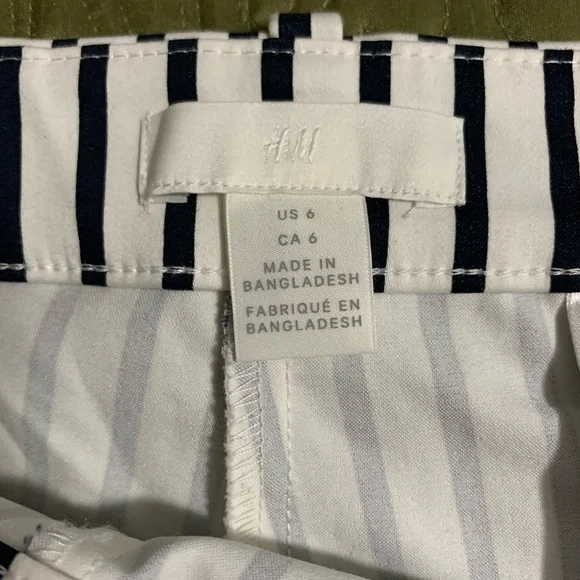 H&M
US 6
CA 6
MADE IN
BANGLADESH
FABRIQUÉ EN
BANGLADESH